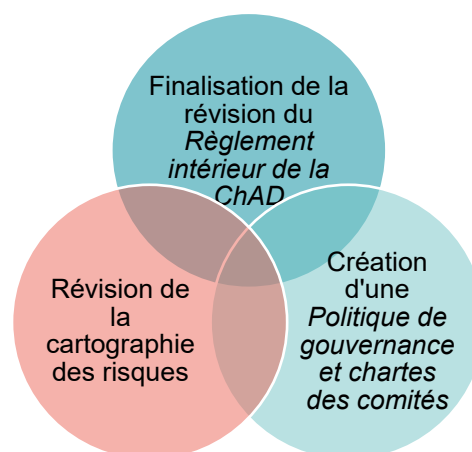 Finalisation de la
révision du
Règlement
intérieur de la
ChAD
Révision de
la
cartographie
des risques
Création
d'une
Politique de
gouvernance
et chartes
des comités